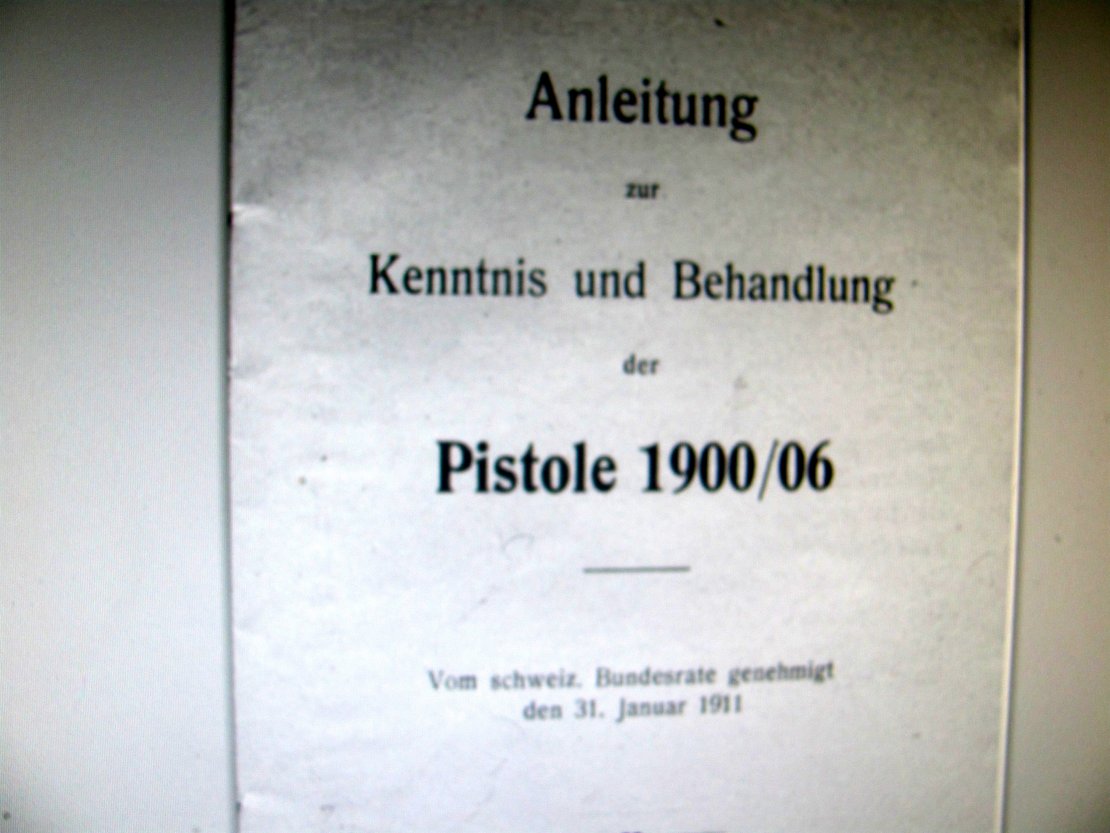 Anleitung
zur
Kenntnis und Behandlung
der
Pistole 1900/06
Vom schweiz. Bundesrate genehmigt
den 31. Januar 1911